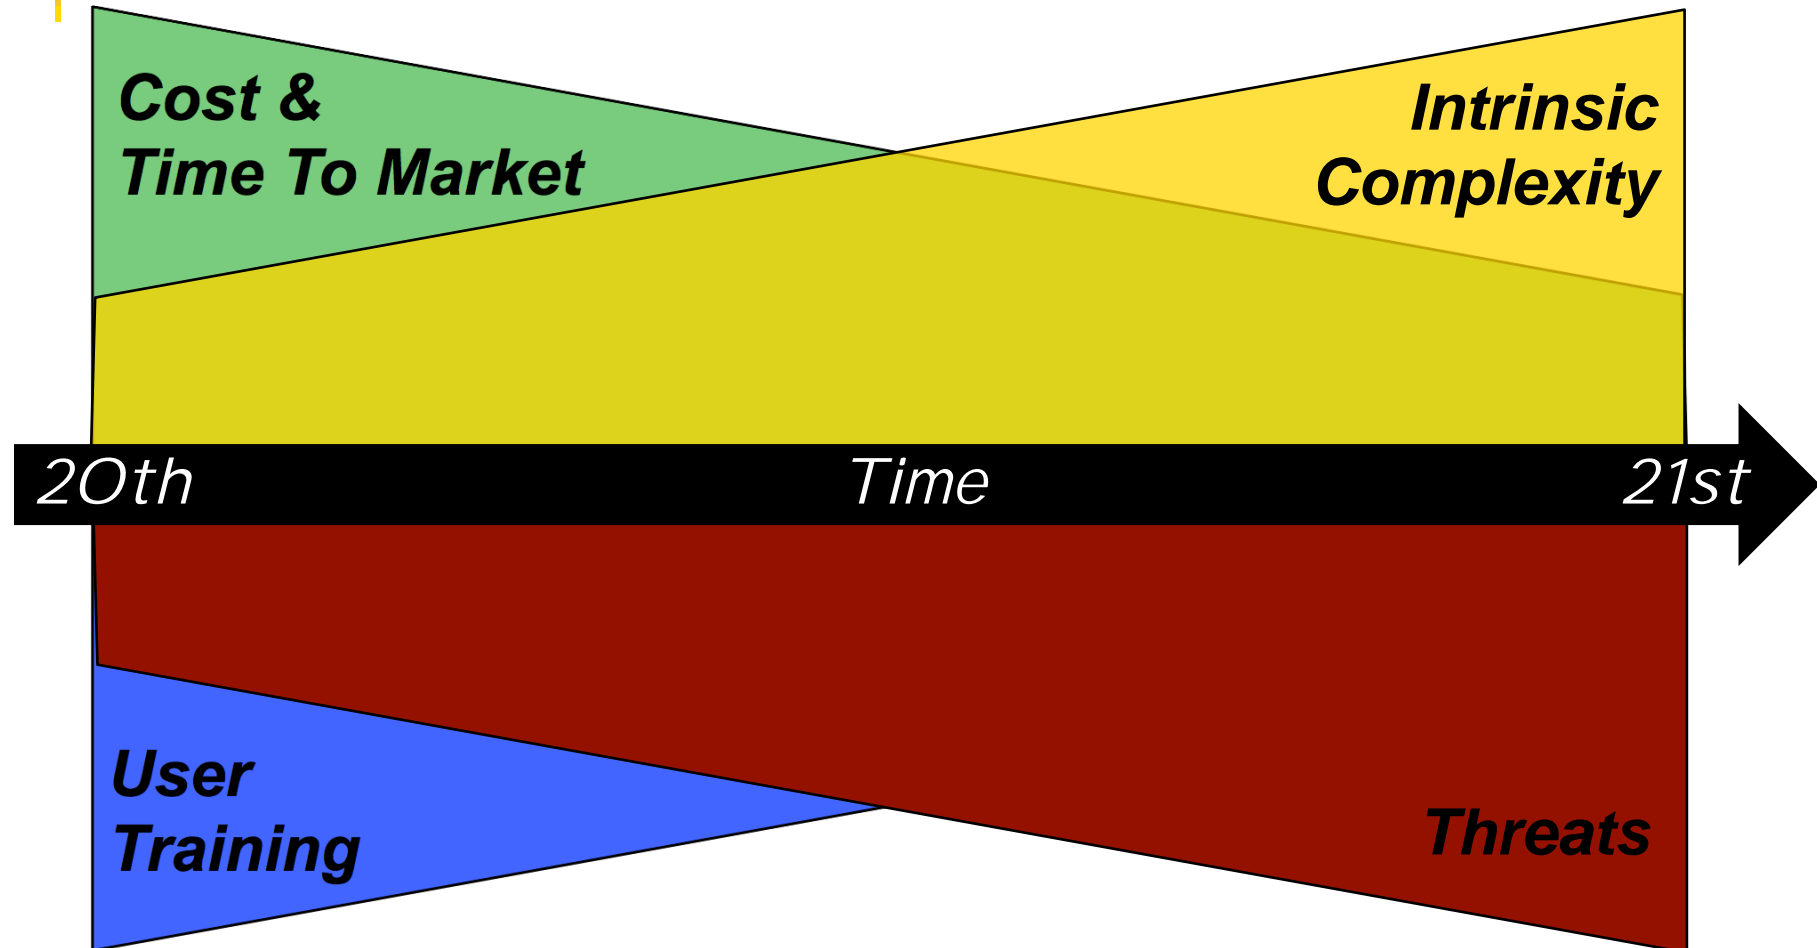 Cost &
Time To Market
Intrinsic
Complexity
20th
Time
21st
User
Training
Threats